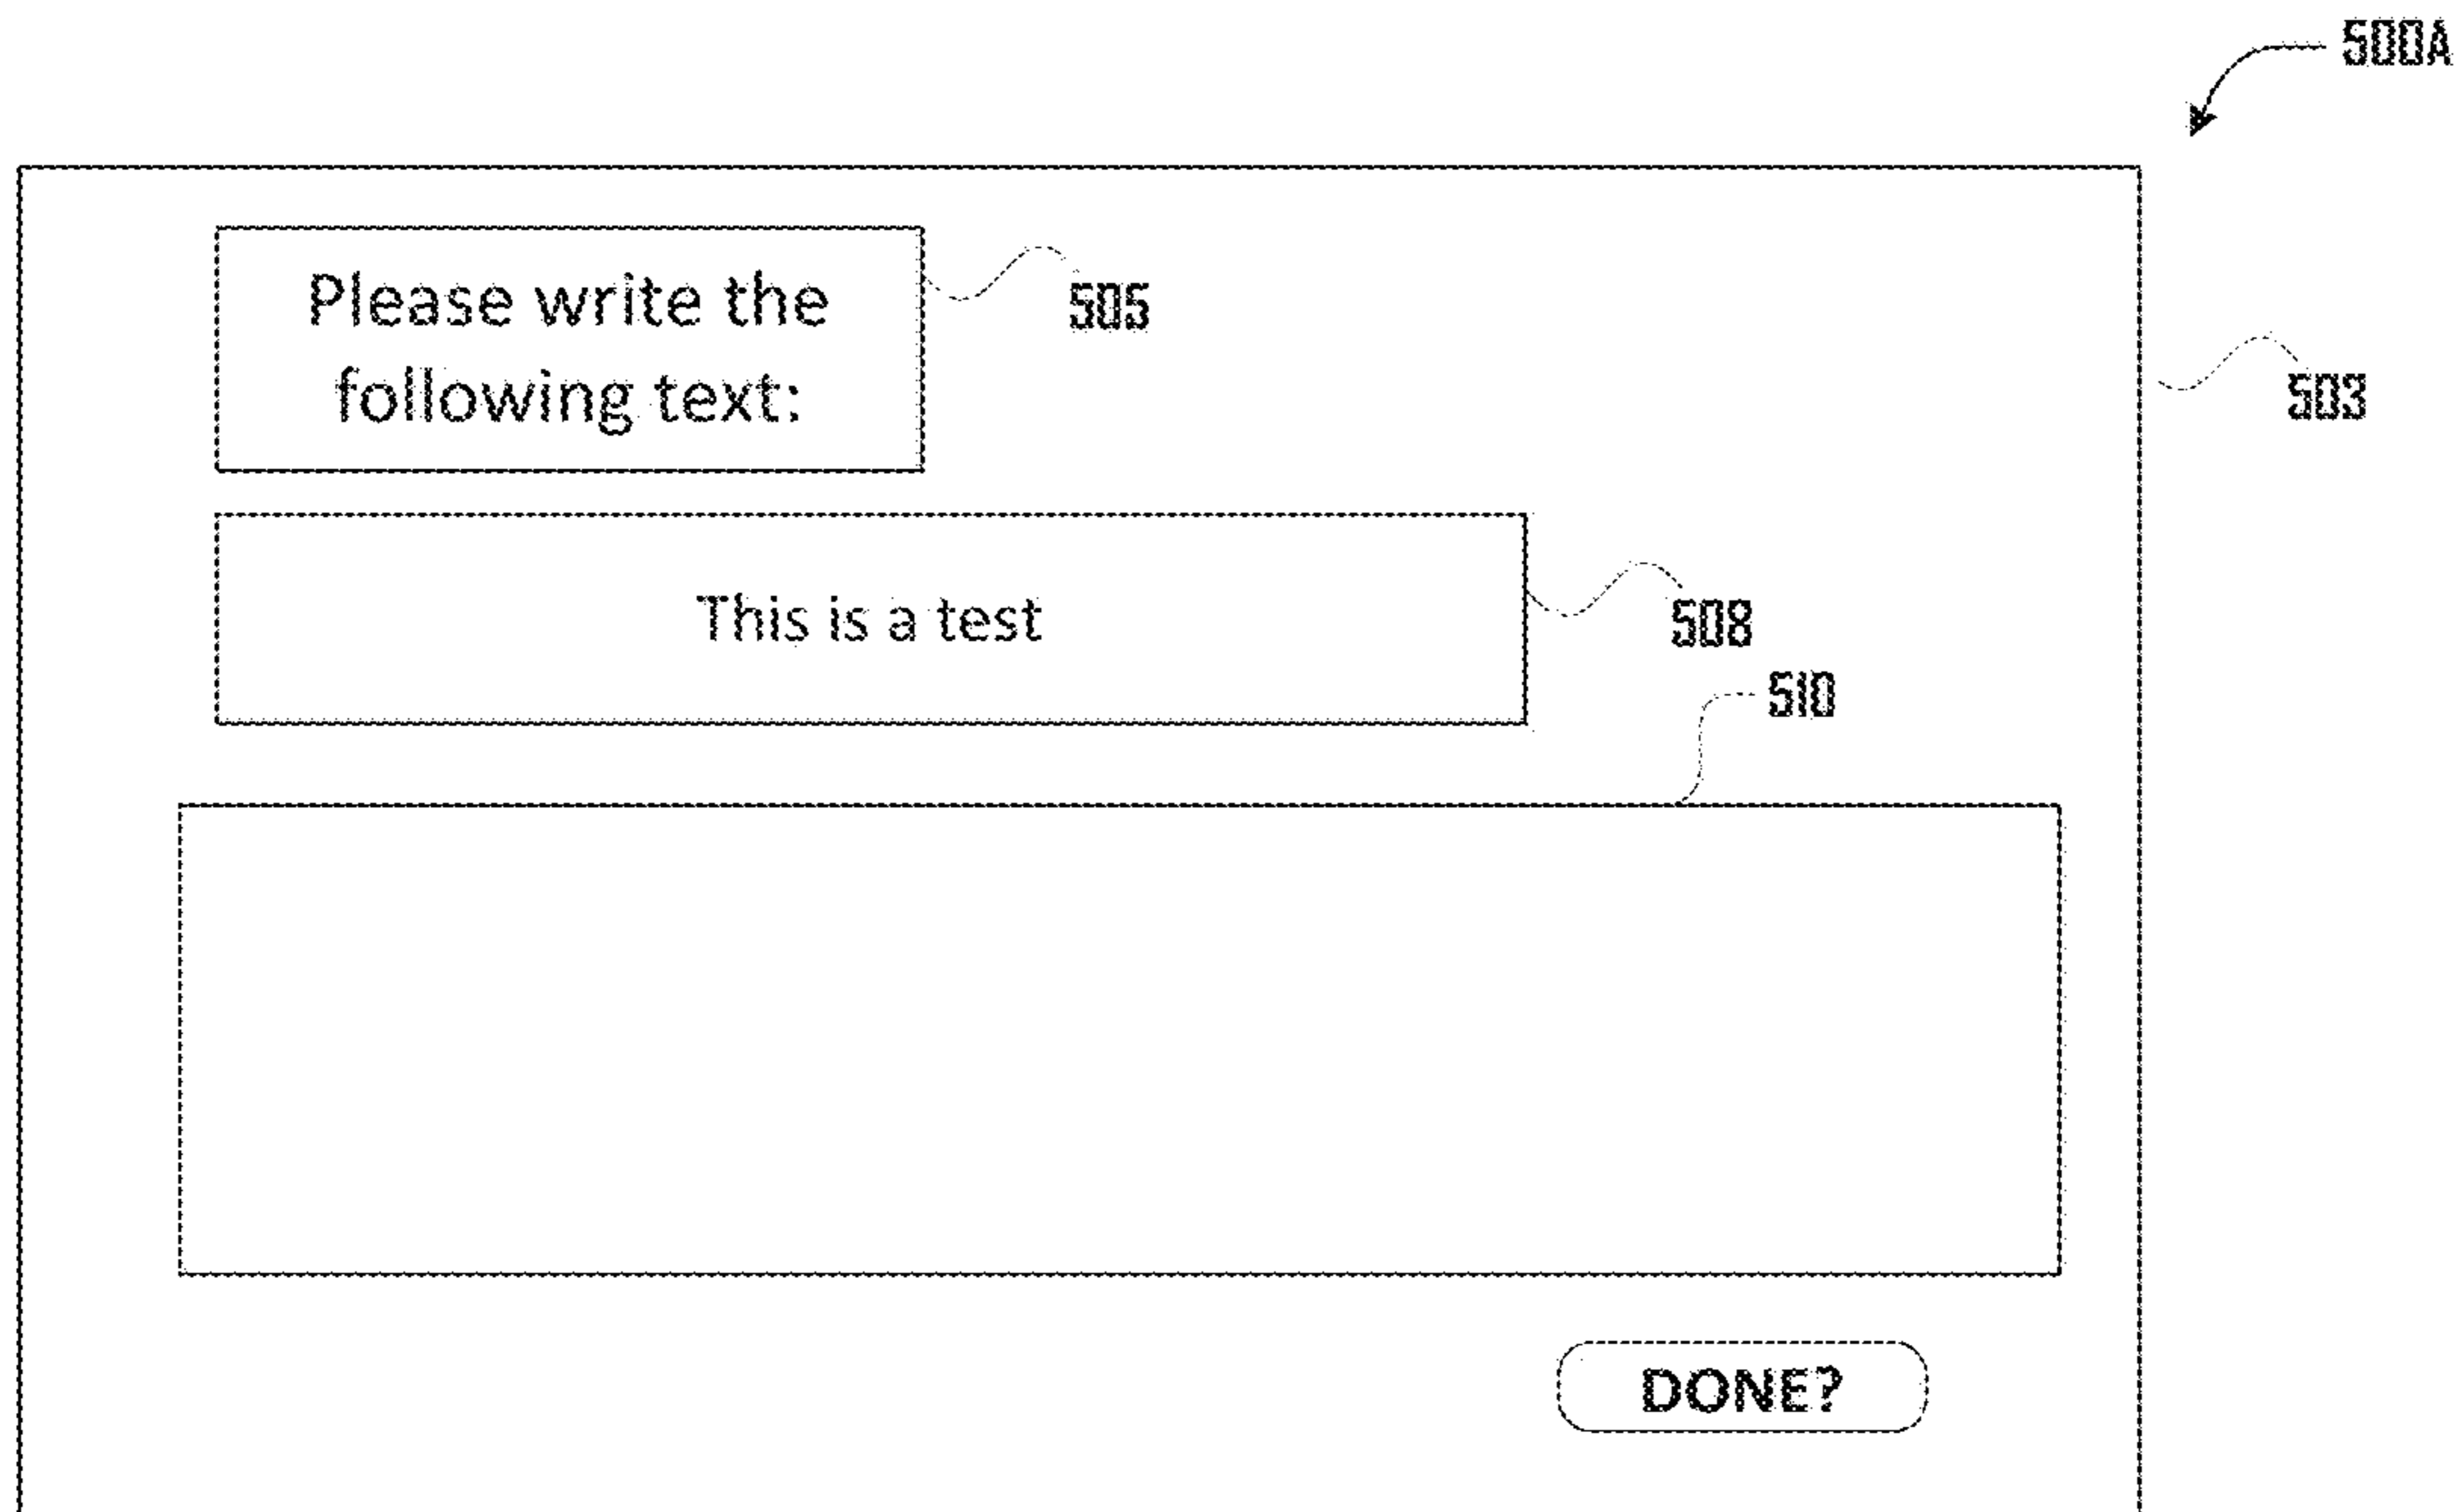 500A
Please write the
following text:
505
503
This is a test
508
510
DONE?